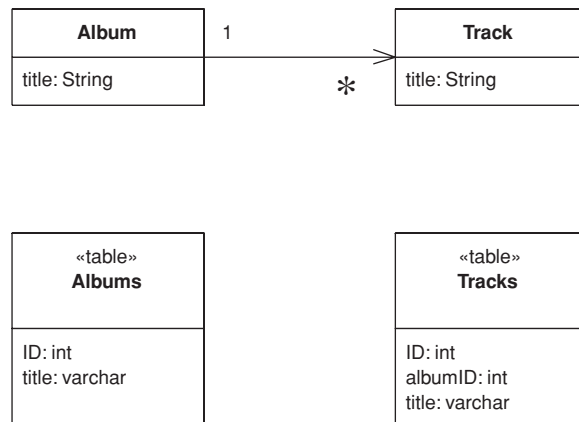 Album
1
Track
title: String
*
title: String
«table»
Albums
«table»
Tracks
ID: int
title: varchar
ID: int
albumID: int
title: varchar